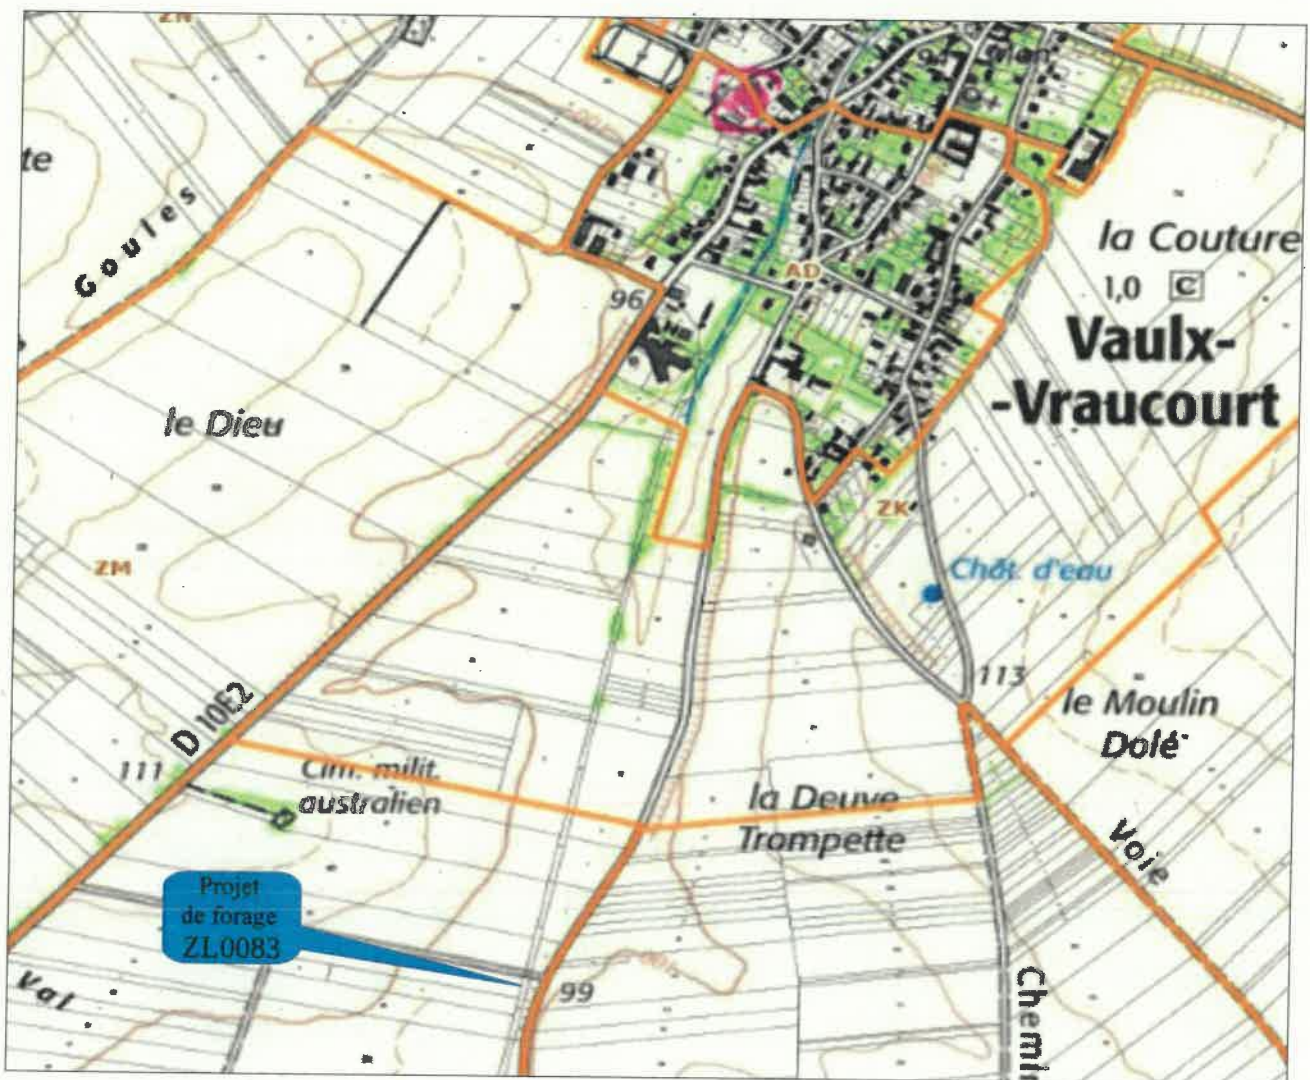 ZN
te
Goules
la Couture
1,0 C
Vaulx-
-Vraucourt
AD
96
le Dieu
ZK
ZM
Chât. d'eau
113
le Moulin
Dolé
D 10E2
111
Cim. milit.
australien
la Deuve
Trompette
Voie
Projet
de forage
ZL0083
99
Val
Chemi